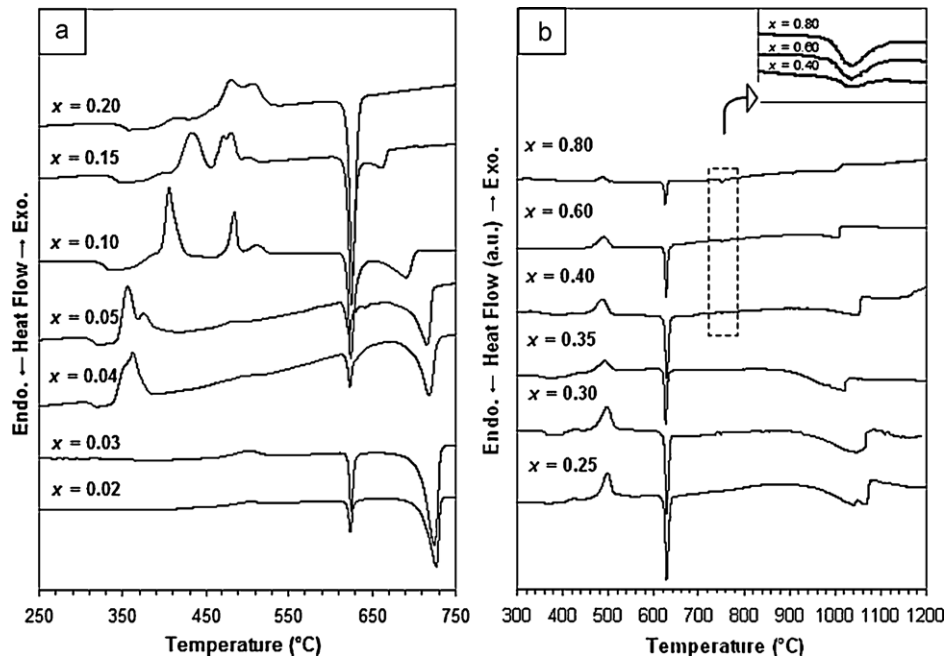 a
x = 0.20
x = 0.15
x = 0.10
x = 0.05
x = 0.04
x = 0.03
x = 0.02
Endo. ← Heat Flow → Exo.
250 350 450 550 650 750
Temperature (°C)
b
x = 0.80
x = 0.60
x = 0.40
x = 0.80
x = 0.60
x = 0.40
x = 0.35
x = 0.30
x = 0.25
Endo. ← Heat Flow (a.u.) → Exo.
300 400 500 600 700 800 900 1000 1100 1200
Temperature (°C)